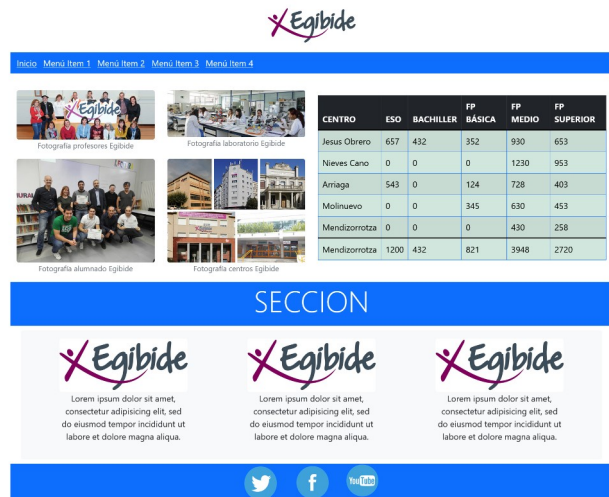 Egibide
Inicio Menú Item 1 Menú Item 2 Menú Item 3 Menú Item 4
Egibide
Fotografía profesores Egibide
Fotografía laboratorio Egibide
Fotografía alumnado Egibide
Fotografía centros Egibide
CENTRO ESO BACHILLER FP BÁSICA FP MEDIO FP SUPERIOR
Jesus Obrero 657 432 352 930 653
Nieves Cano 0 0 0 1230 953
Arriaga 543 0 124 728 403
Molinuevo 0 0 345 630 453
Mendizorrotza 0 0 0 430 258
Mendizorrotza 1200 432 821 3948 2720
SECCION
Egibide
Lorem ipsum dolor sit amet,
consectetur adipisicing elit, sed
do eiusmod tempor incididunt ut
labore et dolore magna aliqua.
Egibide
Lorem ipsum dolor sit amet,
consectetur adipisicing elit, sed
do eiusmod tempor incididunt ut
labore et dolore magna aliqua.
Egibide
Lorem ipsum dolor sit amet,
consectetur adipisicing elit, sed
do eiusmod tempor incididunt ut
labore et dolore magna aliqua.
f
YouTube